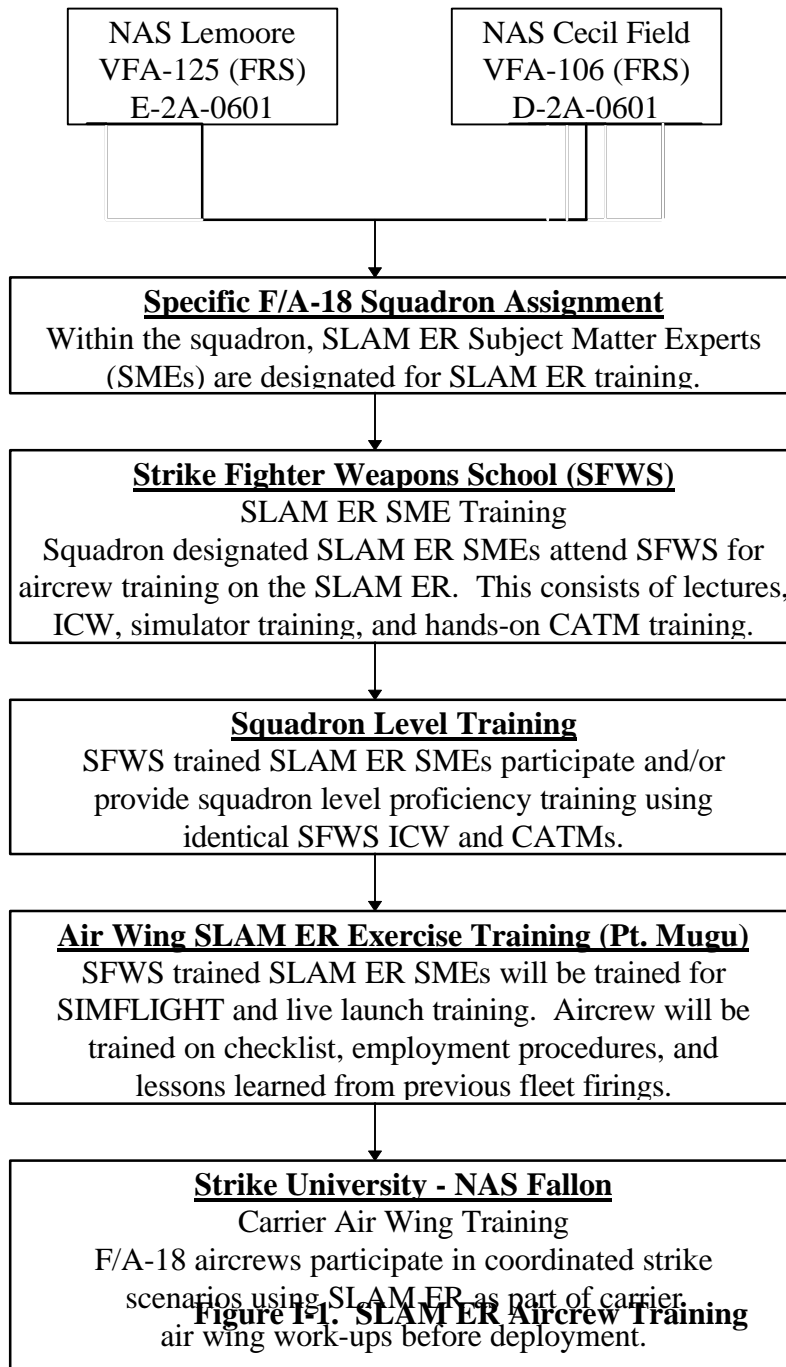 NAS Lemoore
VFA-125 (FRS)
E-2A-0601
NAS Cecil Field
VFA-106 (FRS)
D-2A-0601
Specific F/A-18 Squadron Assignment
Within the squadron, SLAM ER Subject Matter Experts
(SMEs) are designated for SLAM ER training.
Strike Fighter Weapons School (SFWS)
SLAM ER SME Training
Squadron designated SLAM ER SMEs attend SFWS for
aircrew training on the SLAM ER. This consists of lectures,
ICW, simulator training, and hands-on CATM training.
Squadron Level Training
SFWS trained SLAM ER SMEs participate and/or
provide squadron level proficiency training using
identical SFWS ICW and CATMs.
Air Wing SLAM ER Exercise Training (Pt. Mugu)
SFWS trained SLAM ER SMEs will be trained for
SIMFLIGHT and live launch training. Aircrew will be
trained on checklist, employment procedures, and
lessons learned from previous fleet firings.
Strike University - NAS Fallon
Carrier Air Wing Training
F/A-18 aircrews participate in coordinated strike
scenarios using SLAM ER as part of carrier
Figure I-1. SLAM ER Aircrew Training
air wing work-ups before deployment.